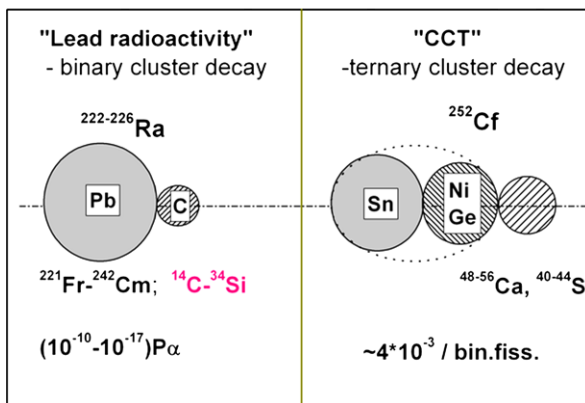 "Lead radioactivity"
- binary cluster decay
²²²⁻²²⁶Ra
Pb
C
²²¹Fr-²⁴²Cm; ¹⁴C-³⁴Si
(10⁻¹⁰-10⁻¹⁷)Pα
"CCT"
-ternary cluster decay
²⁵²Cf
Sn
Ni
Ge
⁴⁸⁻⁵⁶Ca, ⁴⁰⁻⁴⁴S
~4*10⁻³ / bin.fiss.